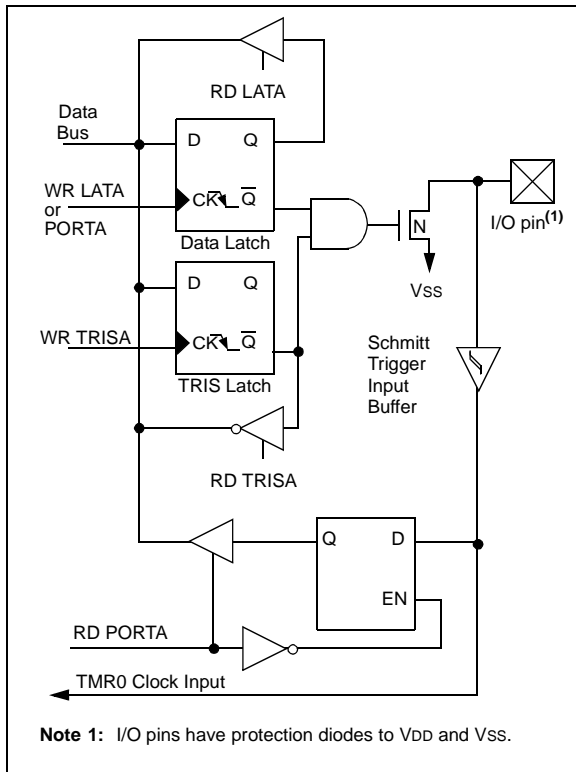 RD LATA
Data
Bus
D Q
WR LATA
or
PORTA
CK Q̅
Data Latch
N
I/O pin(1)
VSS
D Q
WR TRISA
CK Q̅
TRIS Latch
Schmitt
Trigger
Input
Buffer
RD TRISA
Q D
EN
RD PORTA
TMR0 Clock Input
Note 1: I/O pins have protection diodes to VDD and VSS.